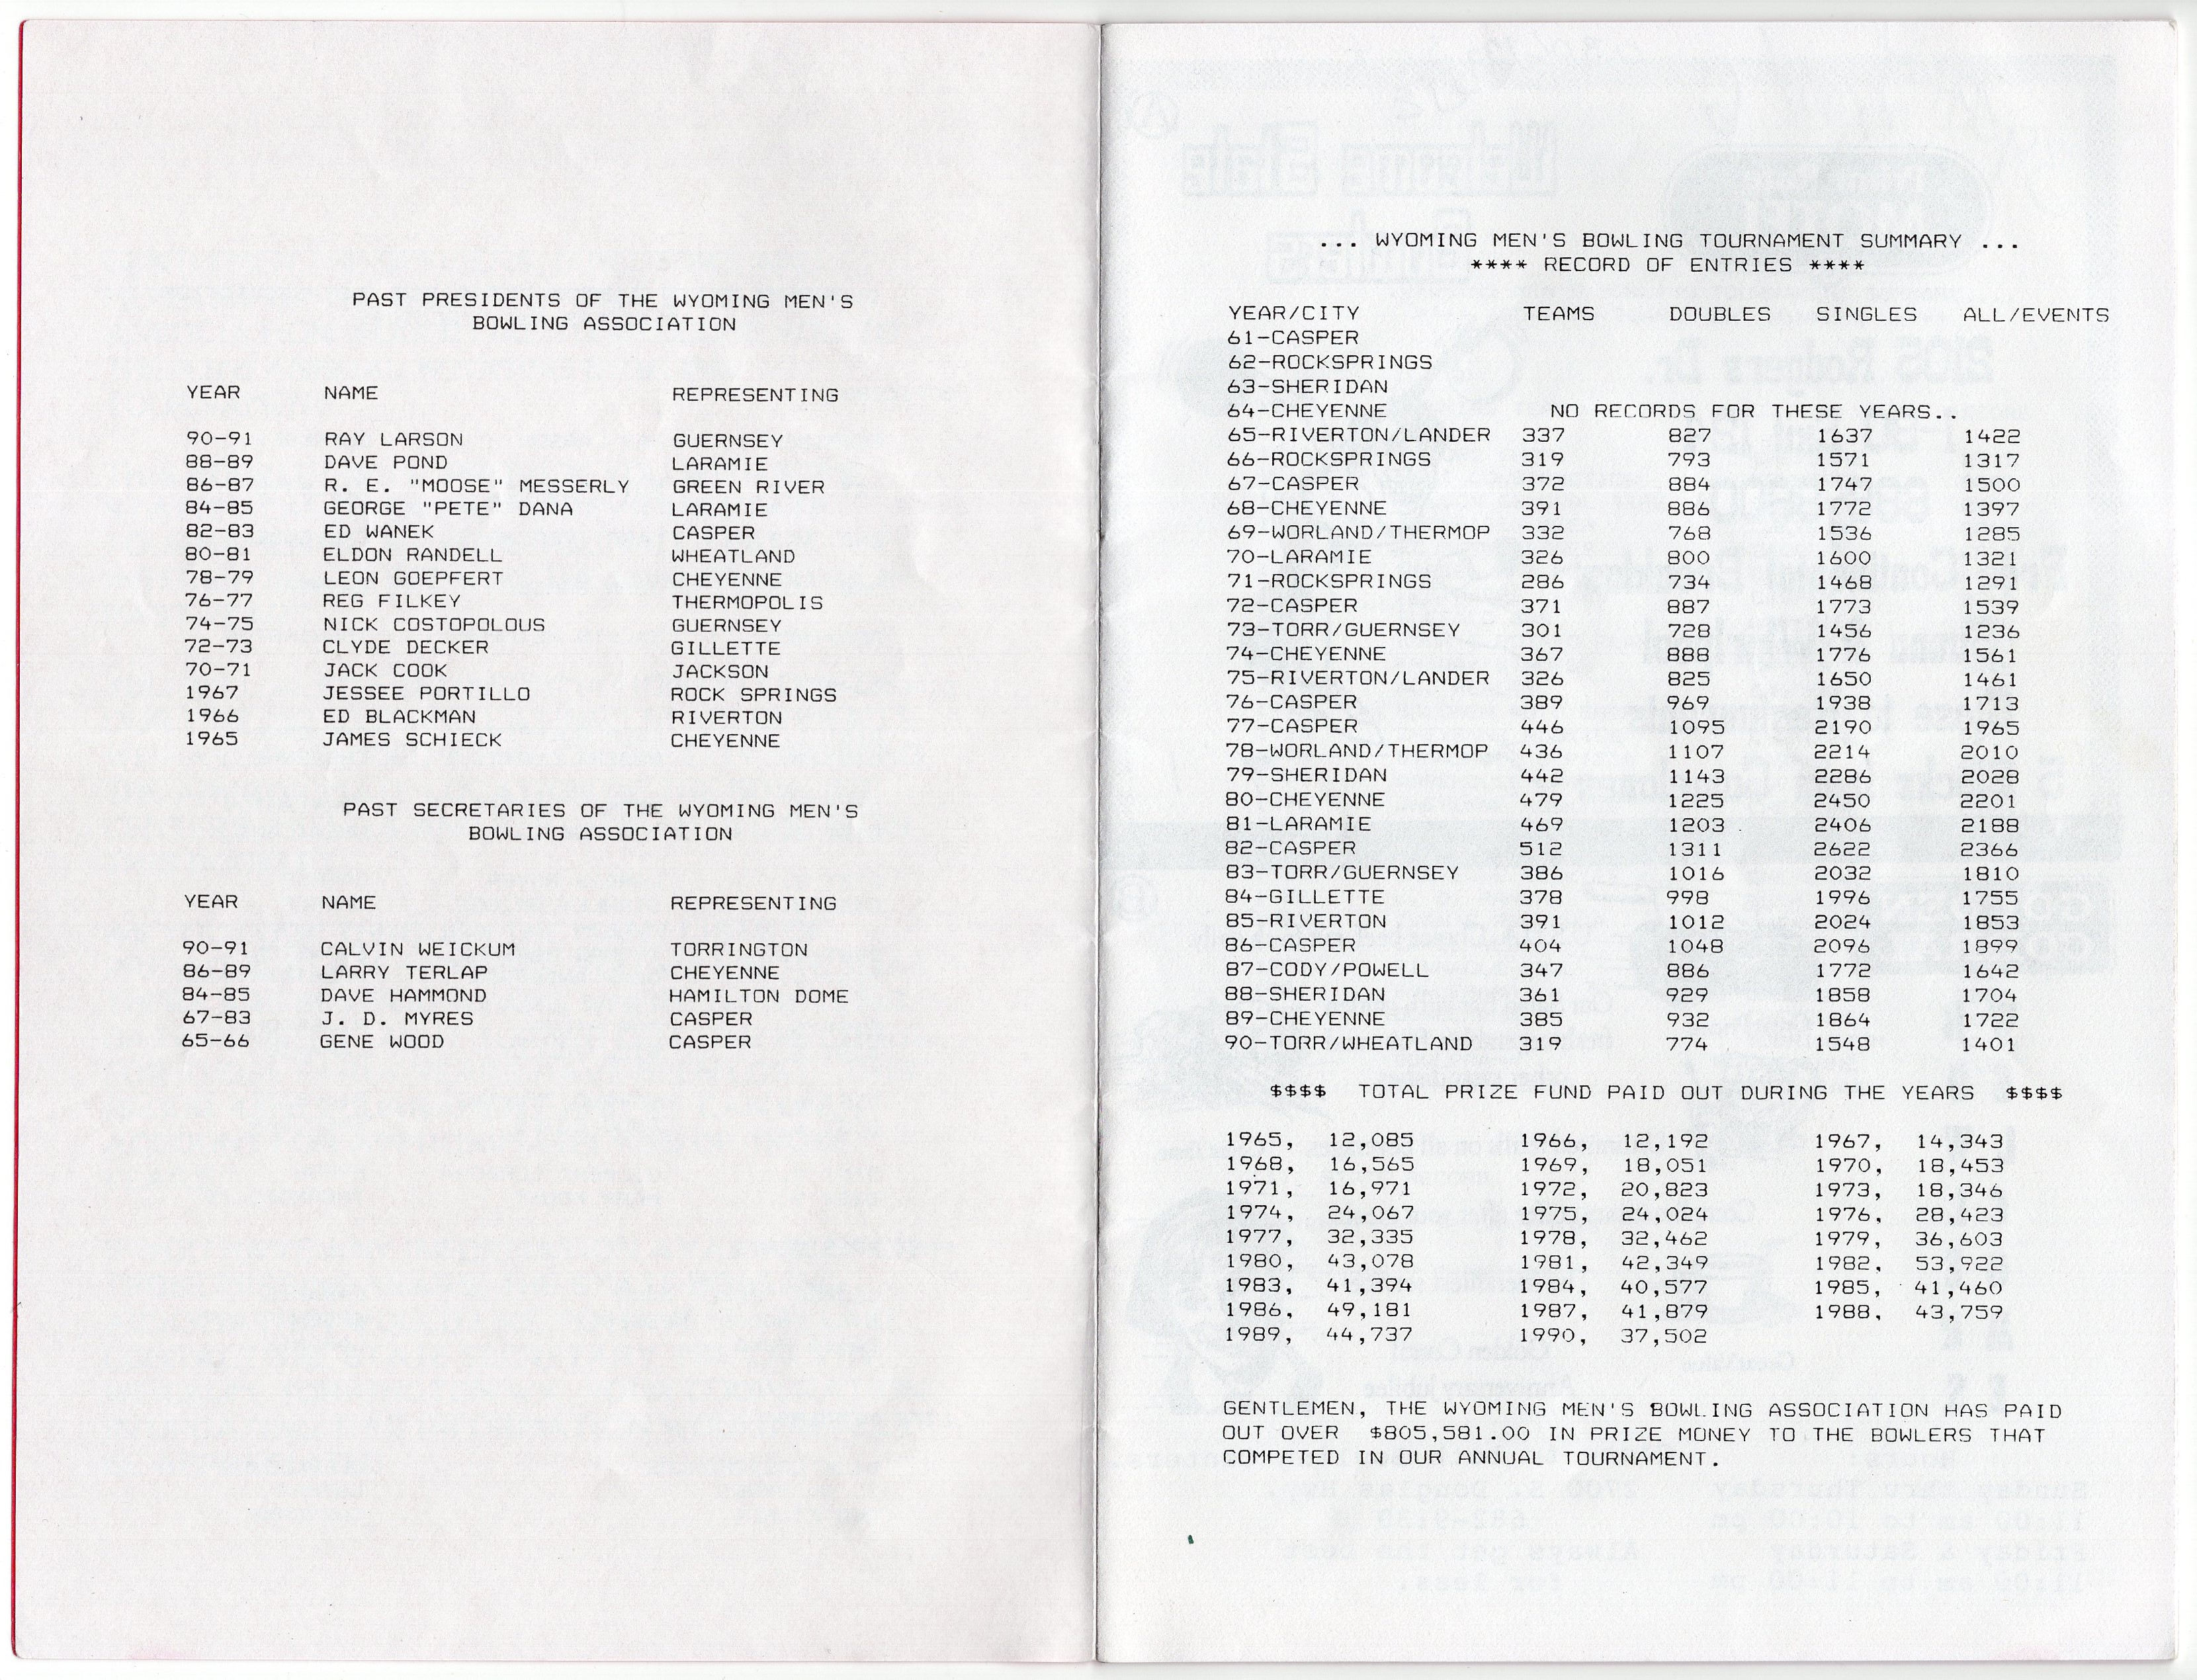 PAST PRESIDENTS OF THE WYOMING MEN'S
BOWLING ASSOCIATION
YEAR NAME REPRESENTING
90-91 RAY LARSON GUERNSEY
88-89 DAVE POND LARAMIE
86-87 R. E. "MOOSE" MESSERLY GREEN RIVER
84-85 GEORGE "PETE" DANA LARAMIE
82-83 ED WANEK CASPER
80-81 ELDON RANDELL WHEATLAND
78-79 LEON GOEPFERT CHEYENNE
76-77 REG FILKEY THERMOPOLIS
74-75 NICK COSTOPOLOUS GUERNSEY
72-73 CLYDE DECKER GILLETTE
70-71 JACK COOK JACKSON
1967 JESSEE PORTILLO ROCK SPRINGS
1966 ED BLACKMAN RIVERTON
1965 JAMES SCHIECK CHEYENNE
PAST SECRETARIES OF THE WYOMING MEN'S
BOWLING ASSOCIATION
YEAR NAME REPRESENTING
90-91 CALVIN WEICKUM TORRINGTON
86-89 LARRY TERLAP CHEYENNE
84-85 DAVE HAMMOND HAMILTON DOME
67-83 J. D. MYRES CASPER
65-66 GENE WOOD CASPER
... WYOMING MEN'S BOWLING TOURNAMENT SUMMARY ...
**** RECORD OF ENTRIES ****
YEAR/CITY TEAMS DOUBLES SINGLES ALL/EVENTS
61-CASPER
62-ROCKSPRINGS
63-SHERIDAN
64-CHEYENNE NO RECORDS FOR THESE YEARS..
65-RIVERTON/LANDER 337 827 1637 1422
66-ROCKSPRINGS 319 793 1571 1317
67-CASPER 372 884 1747 1500
68-CHEYENNE 391 886 1772 1397
69-WORLAND/THERMOP 332 768 1536 1285
70-LARAMIE 326 800 1600 1321
71-ROCKSPRINGS 286 734 1468 1291
72-CASPER 371 887 1773 1539
73-TORR/GUERNSEY 301 728 1456 1236
74-CHEYENNE 367 888 1776 1561
75-RIVERTON/LANDER 326 825 1650 1461
76-CASPER 389 969 1938 1713
77-CASPER 446 1095 2190 1965
78-WORLAND/THERMOP 436 1107 2214 2010
79-SHERIDAN 442 1143 2286 2028
80-CHEYENNE 479 1225 2450 2201
81-LARAMIE 469 1203 2406 2188
82-CASPER 512 1311 2622 2366
83-TORR/GUERNSEY 386 1016 2032 1810
84-GILLETTE 378 998 1996 1755
85-RIVERTON 391 1012 2024 1853
86-CASPER 404 1048 2096 1899
87-CODY/POWELL 347 886 1772 1642
88-SHERIDAN 361 929 1858 1704
89-CHEYENNE 385 932 1864 1722
90-TORR/WHEATLAND 319 774 1548 1401
$$$$ TOTAL PRIZE FUND PAID OUT DURING THE YEARS $$$$
1965, 12,085 1966, 12,192 1967, 14,343
1968, 16,565 1969, 18,051 1970, 18,453
1971, 16,971 1972, 20,823 1973, 18,346
1974, 24,067 1975, 24,024 1976, 28,423
1977, 32,335 1978, 32,462 1979, 36,603
1980, 43,078 1981, 42,349 1982, 53,922
1983, 41,394 1984, 40,577 1985, 41,460
1986, 49,181 1987, 41,879 1988, 43,759
1989, 44,737 1990, 37,502
GENTLEMEN, THE WYOMING MEN'S BOWLING ASSOCIATION HAS PAID
OUT OVER $805,581.00 IN PRIZE MONEY TO THE BOWLERS THAT
COMPETED IN OUR ANNUAL TOURNAMENT.